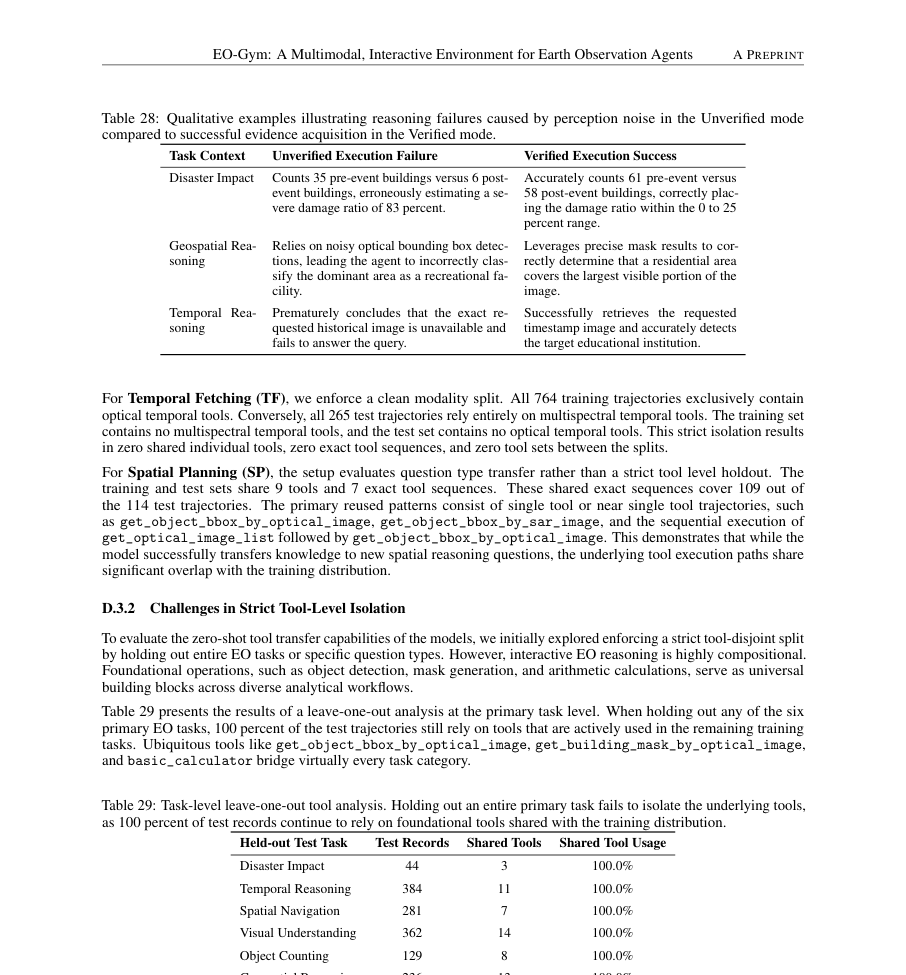 EO-Gym: A Multimodal, Interactive Environment for Earth Observation Agents A PREPRINT
Table 28: Qualitative examples illustrating reasoning failures caused by perception noise in the Unverified mode
compared to successful evidence acquisition in the Verified mode.
Task Context Unverified Execution Failure Verified Execution Success
Disaster Impact Counts 35 pre-event buildings versus 6 post- Accurately counts 61 pre-event versus
event buildings, erroneously estimating a se- 58 post-event buildings, correctly plac-
vere damage ratio of 83 percent. ing the damage ratio within the 0 to 25
percent range.
Geospatial Rea- Relies on noisy optical bounding box detec- Leverages precise mask results to cor-
soning tions, leading the agent to incorrectly clas- rectly determine that a residential area
sify the dominant area as a recreational fa- covers the largest visible portion of the
cility. image.
Temporal Rea- Prematurely concludes that the exact re- Successfully retrieves the requested
soning quested historical image is unavailable and timestamp image and accurately detects
fails to answer the query. the target educational institution.
For Temporal Fetching (TF), we enforce a clean modality split. All 764 training trajectories exclusively contain
optical temporal tools. Conversely, all 265 test trajectories rely entirely on multispectral temporal tools. The training set
contains no multispectral temporal tools, and the test set contains no optical temporal tools. This strict isolation results
in zero shared individual tools, zero exact tool sequences, and zero tool sets between the splits.
For Spatial Planning (SP), the setup evaluates question type transfer rather than a strict tool level holdout. The
training and test sets share 9 tools and 7 exact tool sequences. These shared exact sequences cover 109 out of
the 114 test trajectories. The primary reused patterns consist of single tool or near single tool trajectories, such
as get_object_bbox_by_optical_image, get_object_bbox_by_sar_image, and the sequential execution of
get_optical_image_list followed by get_object_bbox_by_optical_image. This demonstrates that while the
model successfully transfers knowledge to new spatial reasoning questions, the underlying tool execution paths share
significant overlap with the training distribution.
D.3.2 Challenges in Strict Tool-Level Isolation
To evaluate the zero-shot tool transfer capabilities of the models, we initially explored enforcing a strict tool-disjoint split
by holding out entire EO tasks or specific question types. However, interactive EO reasoning is highly compositional.
Foundational operations, such as object detection, mask generation, and arithmetic calculations, serve as universal
building blocks across diverse analytical workflows.
Table 29 presents the results of a leave-one-out analysis at the primary task level. When holding out any of the six
primary EO tasks, 100 percent of the test trajectories still rely on tools that are actively used in the remaining training
tasks. Ubiquitous tools like get_object_bbox_by_optical_image, get_building_mask_by_optical_image,
and basic_calculator bridge virtually every task category.
Table 29: Task-level leave-one-out tool analysis. Holding out an entire primary task fails to isolate the underlying tools,
as 100 percent of test records continue to rely on foundational tools shared with the training distribution.
Held-out Test Task Test Records Shared Tools Shared Tool Usage
Disaster Impact 44 3 100.0%
Temporal Reasoning 384 11 100.0%
Spatial Navigation 281 7 100.0%
Visual Understanding 362 14 100.0%
Object Counting 129 8 100.0%